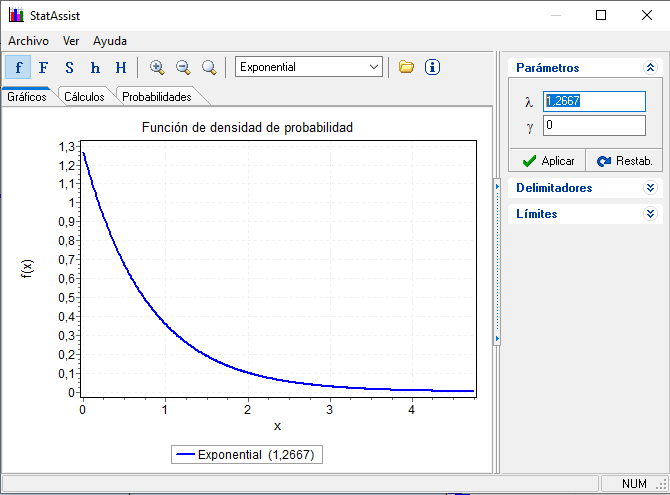 StatAssist
Archivo Ver Ayuda
f F S h H Exponential
Gráficos Cálculos Probabilidades
Función de densidad de probabilidad
1,3
1,2
1,1
1
0,9
0,8
0,7
0,6
0,5
0,4
0,3
0,2
0,1
0
f(x)
0 1 2 3 4
x
Exponential (1,2667)
Parámetros
λ 1,2667
γ 0
Aplicar Restab.
Delimitadores
Límites
NUM